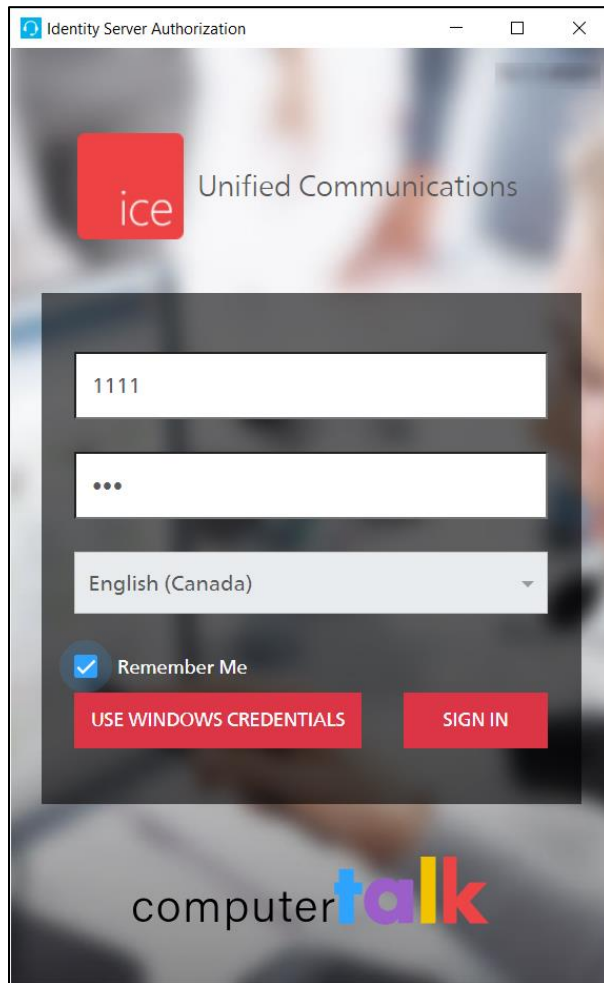 Identity Server Authorization
ice
Unified Communications
1111
•••
English (Canada)
Remember Me
USE WINDOWS CREDENTIALS
SIGN IN
computertalk